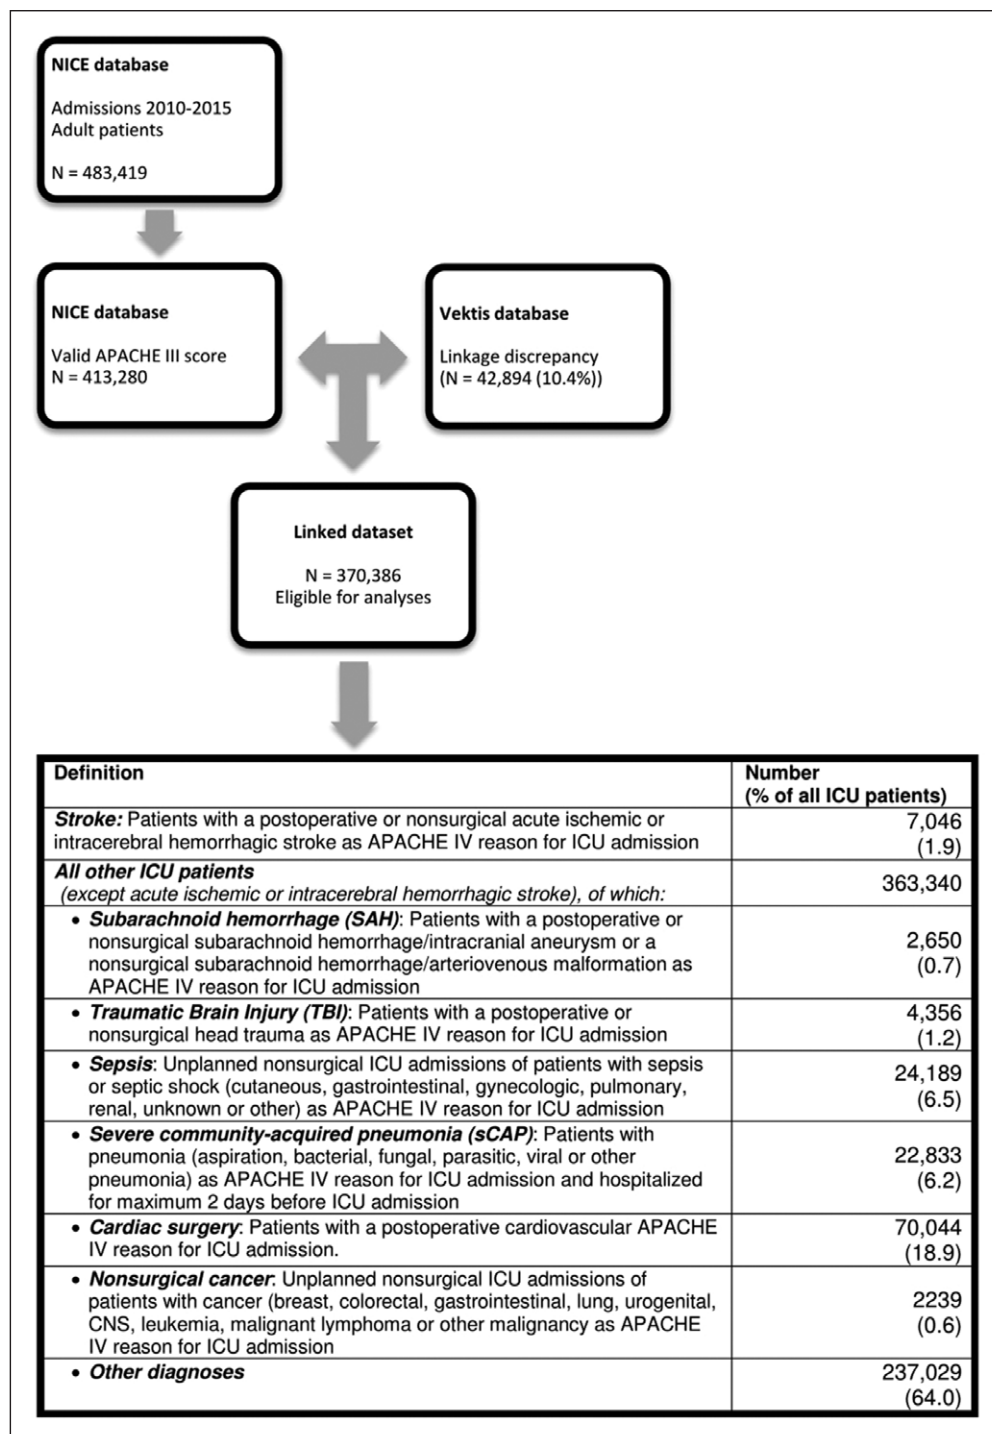 NICE database
Admissions 2010-2015
Adult patients
N = 483,419
NICE database
Valid APACHE III score
N = 413,280
Vektis database
Linkage discrepancy
(N = 42,894 (10.4%))
Linked dataset
N = 370,386
Eligible for analyses
Definition
Number
(% of all ICU patients)
Stroke: Patients with a postoperative or nonsurgical acute ischemic or
intracerebral hemorrhagic stroke as APACHE IV reason for ICU admission
7,046
(1.9)
All other ICU patients
(except acute ischemic or intracerebral hemorrhagic stroke), of which:
363,340
• Subarachnoid hemorrhage (SAH): Patients with a postoperative or
nonsurgical subarachnoid hemorrhage/intracranial aneurysm or a
nonsurgical subarachnoid hemorrhage/arteriovenous malformation as
APACHE IV reason for ICU admission
2,650
(0.7)
• Traumatic Brain Injury (TBI): Patients with a postoperative or
nonsurgical head trauma as APACHE IV reason for ICU admission
4,356
(1.2)
• Sepsis: Unplanned nonsurgical ICU admissions of patients with sepsis
or septic shock (cutaneous, gastrointestinal, gynecologic, pulmonary,
renal, unknown or other) as APACHE IV reason for ICU admission
24,189
(6.5)
• Severe community-acquired pneumonia (sCAP): Patients with
pneumonia (aspiration, bacterial, fungal, parasitic, viral or other
pneumonia) as APACHE IV reason for ICU admission and hospitalized
for maximum 2 days before ICU admission
22,833
(6.2)
• Cardiac surgery: Patients with a postoperative cardiovascular APACHE
IV reason for ICU admission.
70,044
(18.9)
• Nonsurgical cancer: Unplanned nonsurgical ICU admissions of
patients with cancer (breast, colorectal, gastrointestinal, lung, urogenital,
CNS, leukemia, malignant lymphoma or other malignancy as APACHE
IV reason for ICU admission
2239
(0.6)
• Other diagnoses
237,029
(64.0)